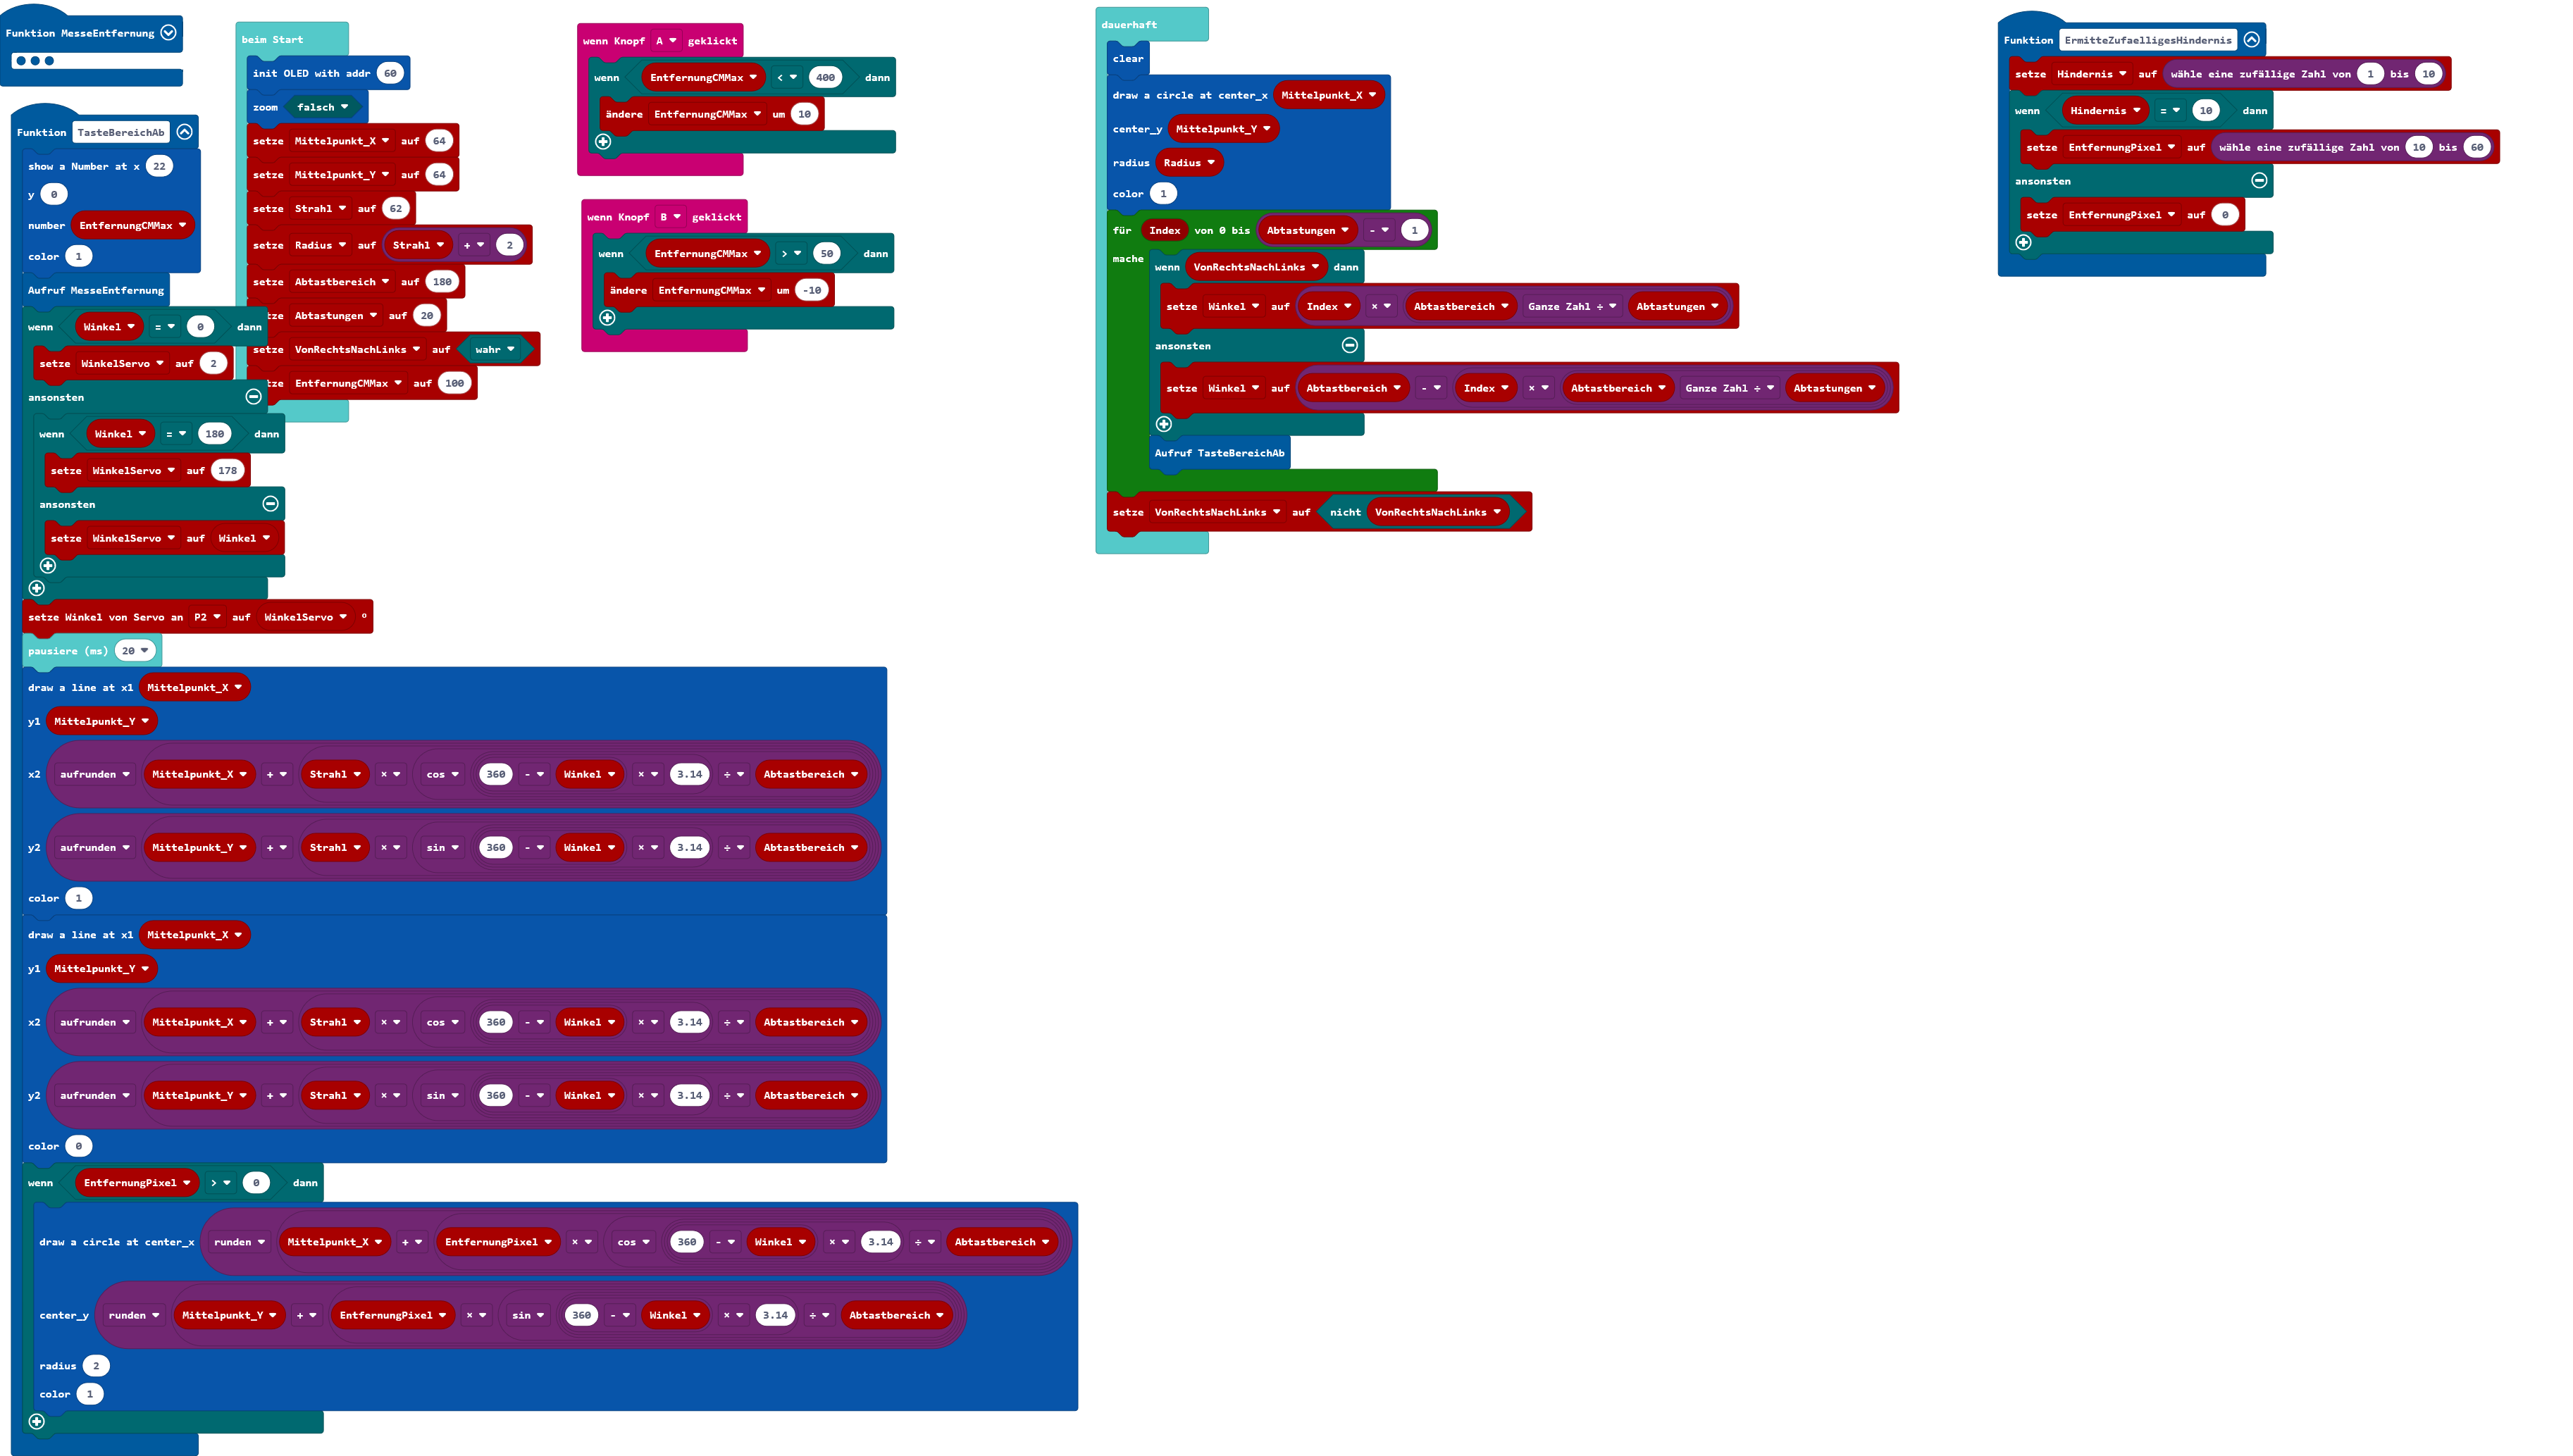 Funktion MesseEntfernung
Funktion TasteBereichAb
show a Number at x 22
y 0
number EntfernungCMMax
color 1
Aufruf MesseEntfernung
wenn Winkel = 0 dann
setze WinkelServo auf 2
ansonsten
wenn Winkel = 180 dann
setze WinkelServo auf 178
ansonsten
setze WinkelServo auf Winkel
setze Winkel von Servo an P2 auf WinkelServo °
pausiere (ms) 20
draw a line at x1 Mittelpunkt_X
y1 Mittelpunkt_Y
x2 aufrunden Mittelpunkt_X + Strahl × cos 360 - Winkel × 3.14 ÷ Abtastbereich
y2 aufrunden Mittelpunkt_Y + Strahl × sin 360 - Winkel × 3.14 ÷ Abtastbereich
color 1
draw a line at x1 Mittelpunkt_X
y1 Mittelpunkt_Y
x2 aufrunden Mittelpunkt_X + Strahl × cos 360 - Winkel × 3.14 ÷ Abtastbereich
y2 aufrunden Mittelpunkt_Y + Strahl × sin 360 - Winkel × 3.14 ÷ Abtastbereich
color 0
wenn EntfernungPixel > 0 dann
draw a circle at center_x runden Mittelpunkt_X + EntfernungPixel × cos 360 - Winkel × 3.14 ÷ Abtastbereich
center_y runden Mittelpunkt_Y + EntfernungPixel × sin 360 - Winkel × 3.14 ÷ Abtastbereich
radius 2
color 1
beim Start
init OLED with addr 60
zoom falsch
setze Mittelpunkt_X auf 64
setze Mittelpunkt_Y auf 64
setze Strahl auf 62
setze Radius auf Strahl + 2
setze Abtastbereich auf 180
tze Abtastungen auf 20
setze VonRechtsNachLinks auf wahr
tze EntfernungCMMax auf 100
wenn Knopf A geklickt
wenn EntfernungCMMax < 400 dann
ändere EntfernungCMMax um 10
wenn Knopf B geklickt
wenn EntfernungCMMax > 50 dann
ändere EntfernungCMMax um -10
dauerhaft
clear
draw a circle at center_x Mittelpunkt_X
center_y Mittelpunkt_Y
radius Radius
color 1
für Index von 0 bis Abtastungen - 1
mache
wenn VonRechtsNachLinks dann
setze Winkel auf Index × Abtastbereich Ganze Zahl ÷ Abtastungen
ansonsten
setze Winkel auf Abtastbereich - Index × Abtastbereich Ganze Zahl ÷ Abtastungen
Aufruf TasteBereichAb
setze VonRechtsNachLinks auf nicht VonRechtsNachLinks
Funktion ErmitteZufaelligesHindernis
setze Hindernis auf wähle eine zufällige Zahl von 1 bis 10
wenn Hindernis = 10 dann
setze EntfernungPixel auf wähle eine zufällige Zahl von 10 bis 60
ansonsten
setze EntfernungPixel auf 0